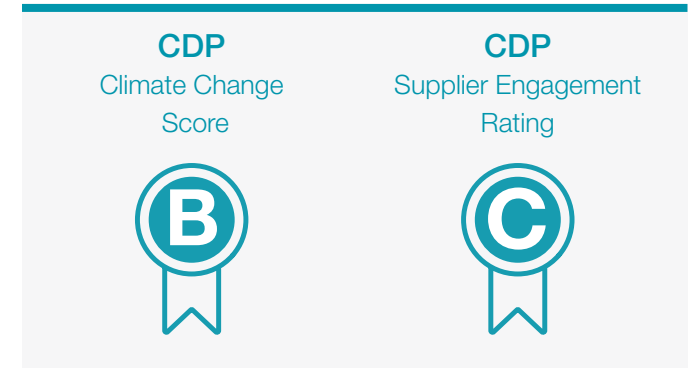 CDP
Climate Change
Score
B
CDP
Supplier Engagement
Rating
C